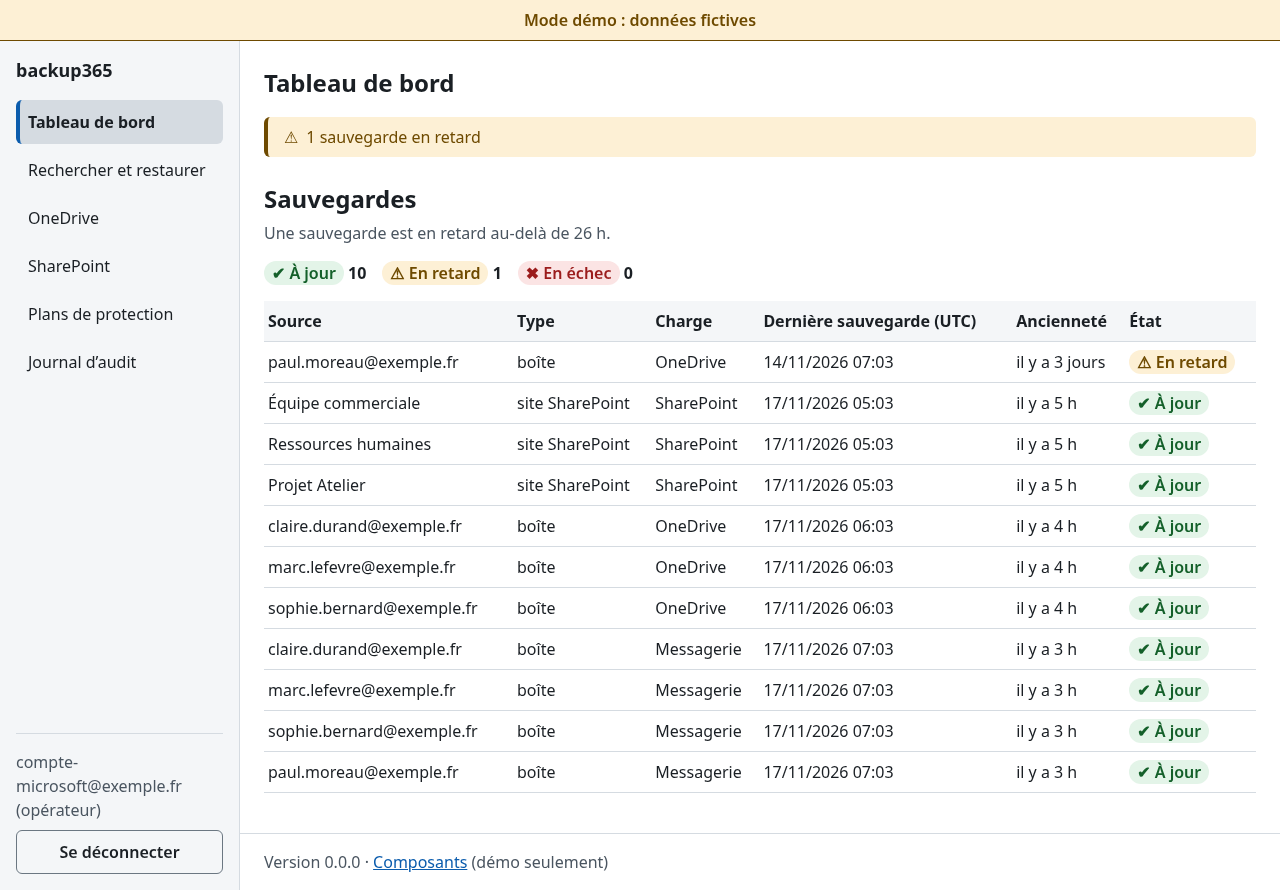 Mode démo : données fictives
backup365
Tableau de bord
Rechercher et restaurer
OneDrive
SharePoint
Plans de protection
Journal d’audit
compte-
microsoft@exemple.fr
(opérateur)
Se déconnecter
Tableau de bord
⚠ 1 sauvegarde en retard
Sauvegardes
Une sauvegarde est en retard au-delà de 26 h.
✔ À jour 10 ⚠ En retard 1 ✖ En échec 0
Source Type Charge Dernière sauvegarde (UTC) Ancienneté État
paul.moreau@exemple.fr boîte OneDrive 14/11/2026 07:03 il y a 3 jours ⚠ En retard
Équipe commerciale site SharePoint SharePoint 17/11/2026 05:03 il y a 5 h ✔ À jour
Ressources humaines site SharePoint SharePoint 17/11/2026 05:03 il y a 5 h ✔ À jour
Projet Atelier site SharePoint SharePoint 17/11/2026 05:03 il y a 5 h ✔ À jour
claire.durand@exemple.fr boîte OneDrive 17/11/2026 06:03 il y a 4 h ✔ À jour
marc.lefevre@exemple.fr boîte OneDrive 17/11/2026 06:03 il y a 4 h ✔ À jour
sophie.bernard@exemple.fr boîte OneDrive 17/11/2026 06:03 il y a 4 h ✔ À jour
claire.durand@exemple.fr boîte Messagerie 17/11/2026 07:03 il y a 3 h ✔ À jour
marc.lefevre@exemple.fr boîte Messagerie 17/11/2026 07:03 il y a 3 h ✔ À jour
sophie.bernard@exemple.fr boîte Messagerie 17/11/2026 07:03 il y a 3 h ✔ À jour
paul.moreau@exemple.fr boîte Messagerie 17/11/2026 07:03 il y a 3 h ✔ À jour
Version 0.0.0 · Composants (démo seulement)